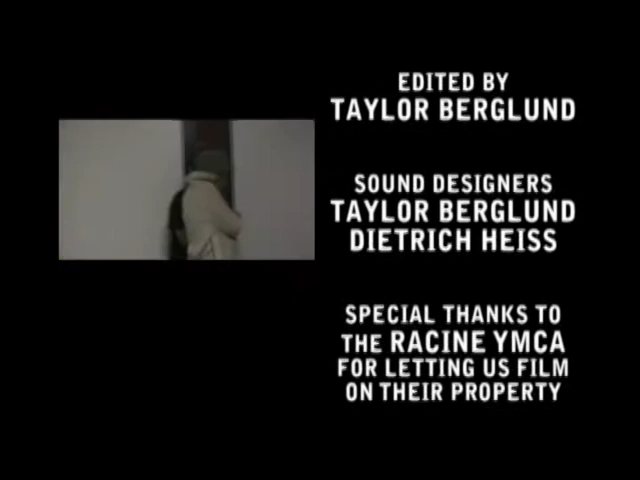 EDITED BY
TAYLOR BERGLUND
SOUND DESIGNERS
TAYLOR BERGLUND
DIETRICH HEISS
SPECIAL THANKS TO
THE RACINE YMCA
FOR LETTING US FILM
ON THEIR PROPERTY